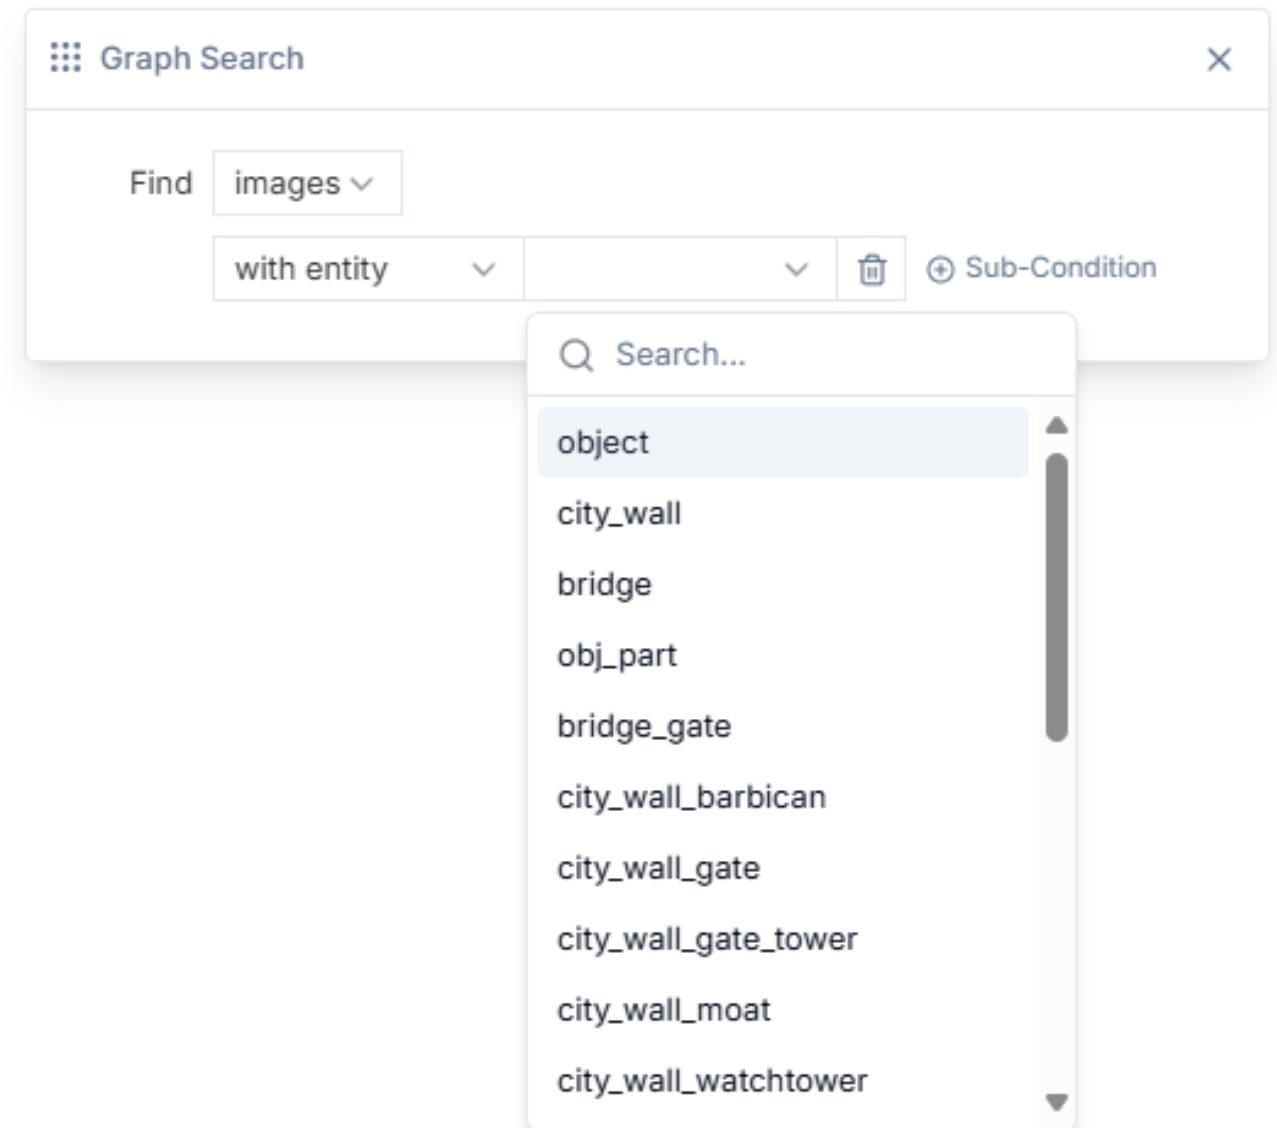 Graph Search
Find images
with entity Sub-Condition
Search...
object
city_wall
bridge
obj_part
bridge_gate
city_wall_barbican
city_wall_gate
city_wall_gate_tower
city_wall_moat
city_wall_watchtower